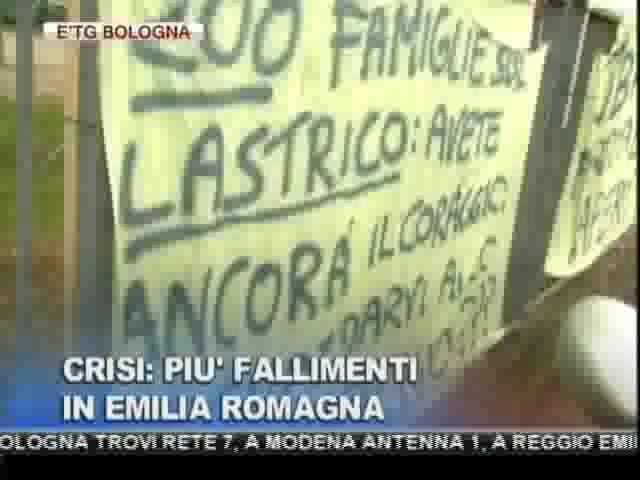 E'TG BOLOGNA
200 FAMIGLIE SUL
LASTRICO: AVETE
ANCORA IL CORAGGIO
CRISI: PIU' FALLIMENTI
IN EMILIA ROMAGNA
OLOGNA TROVI RETE 7, A MODENA ANTENNA 1, A REGGIO EMI